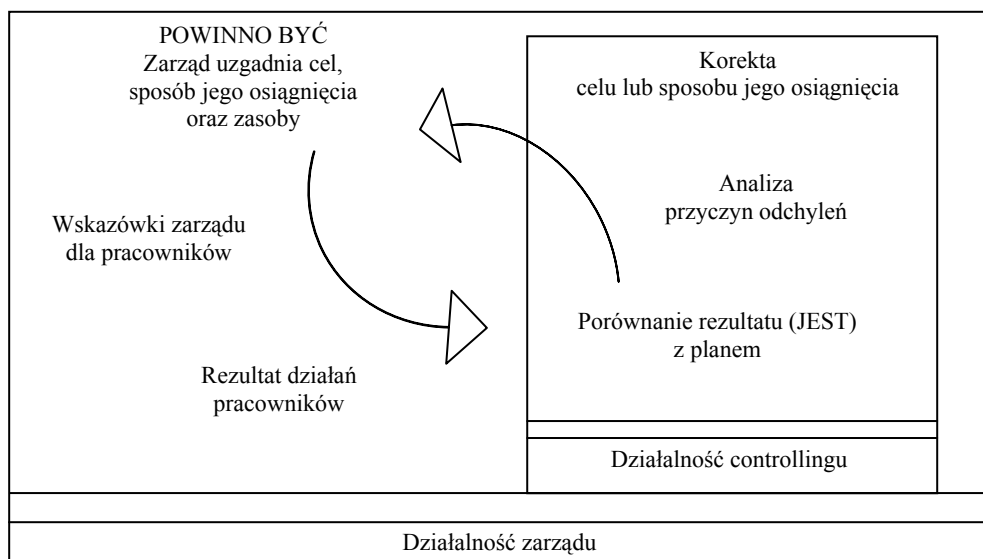 POWINNO BYĆ
Zarząd uzgadnia cel,
sposób jego osiągnięcia
oraz zasoby
Wskazówki zarządu
dla pracowników
Rezultat działań
pracowników
Korekta
celu lub sposobu jego osiągnięcia
Analiza
przyczyn odchyleń
Porównanie rezultatu (JEST)
z planem
Działalność controllingu
Działalność zarządu